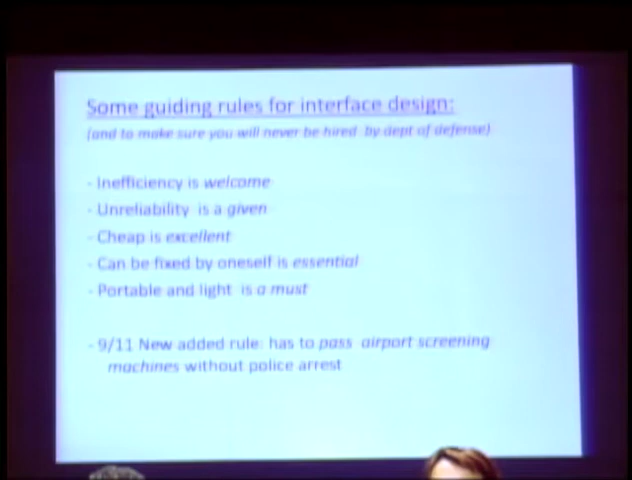 Some guiding rules for interface design:
(and to make sure you will never be hired by dept of defense)
- Inefficiency is welcome
- Unreliability is a given
- Cheap is excellent
- Can be fixed by oneself is essential
- Portable and light is a must
- 9/11 New added rule: has to pass airport screening
machines without police arrest